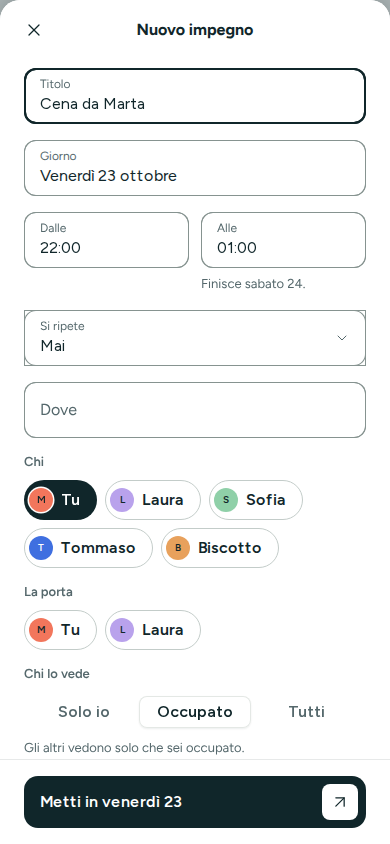 Nuovo impegno
Titolo
Cena da Marta
Giorno
Venerdì 23 ottobre
Dalle
22:00
Alle
01:00
Finisce sabato 24.
Si ripete
Mai
Dove
Chi
M Tu
L Laura
S Sofia
T Tommaso
B Biscotto
La porta
M Tu
L Laura
Chi lo vede
Solo io
Occupato
Tutti
Gli altri vedono solo che sei occupato.
Metti in venerdì 23